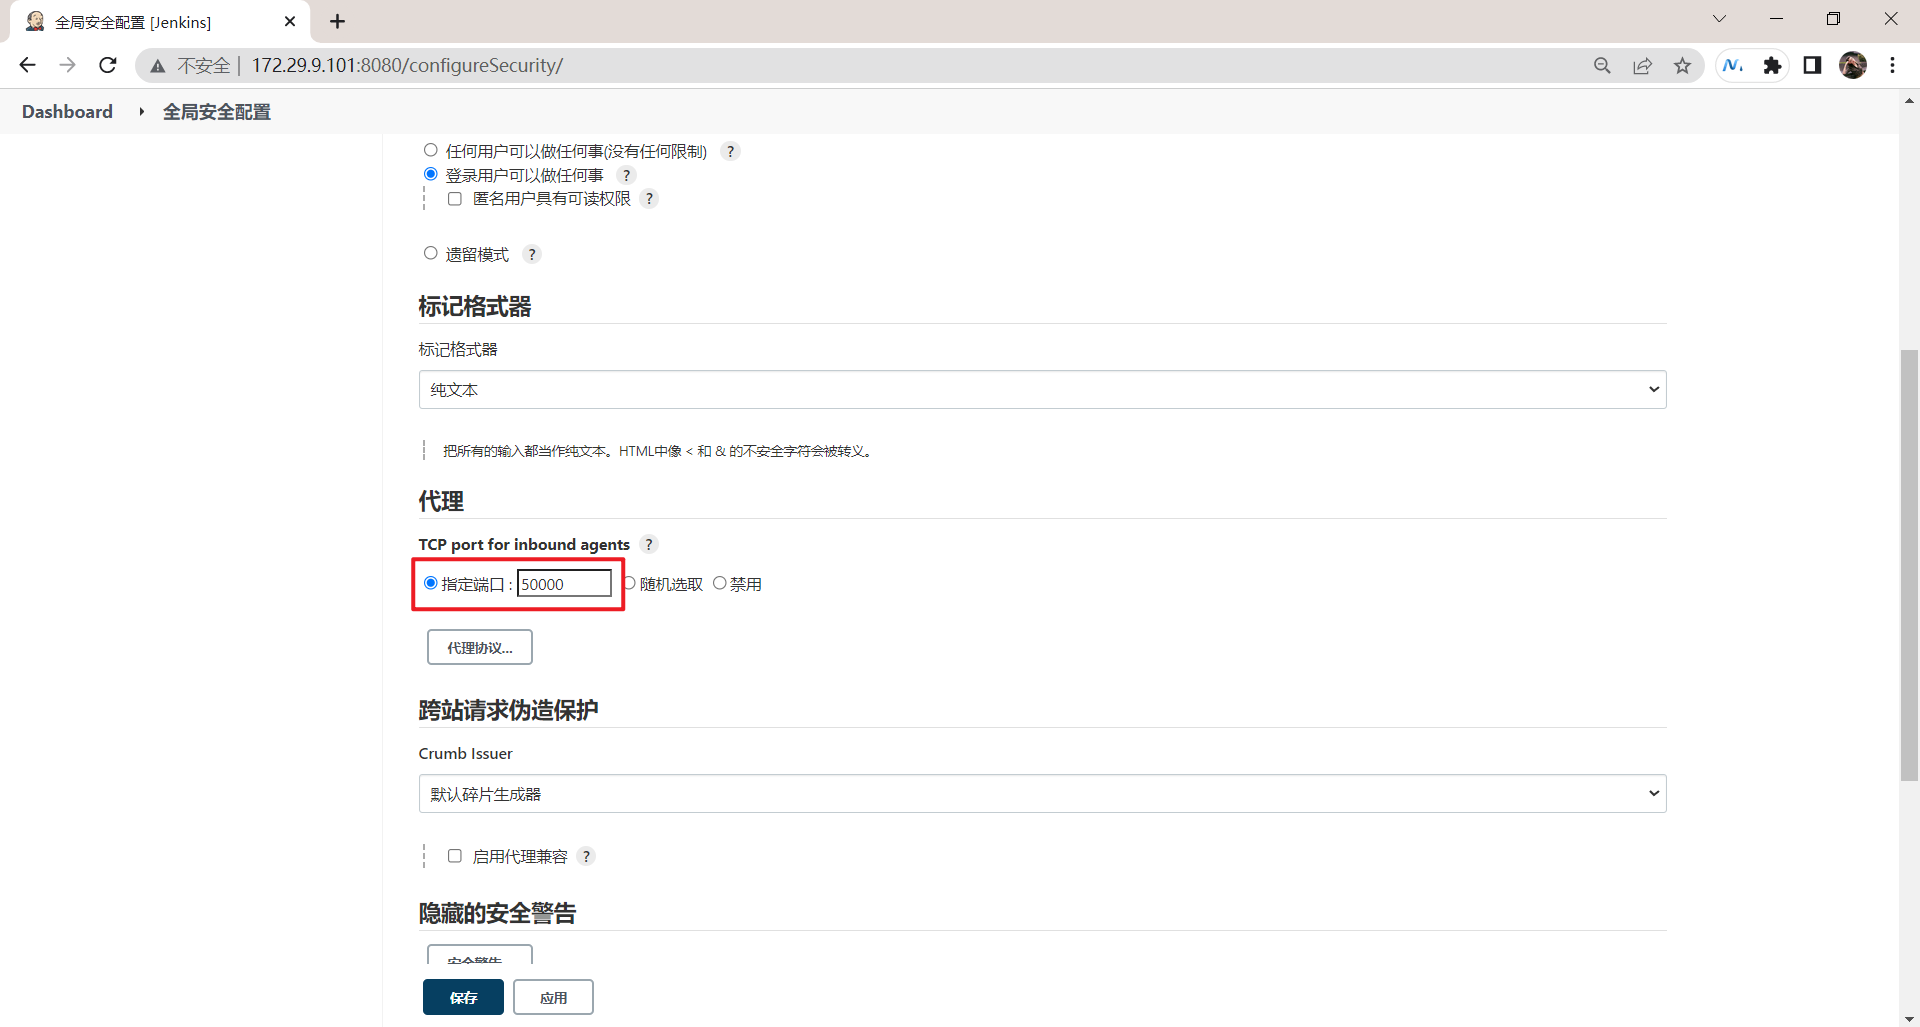 全局安全配置 [Jenkins]
不安全 | 172.29.9.101:8080/configureSecurity/
Dashboard 全局安全配置
任何用户可以做任何事(没有任何限制) ?
登录用户可以做任何事 ?
匿名用户具有可读权限 ?
遗留模式 ?
标记格式器
标记格式器
纯文本
把所有的输入都当作纯文本。HTML中像 < 和 & 的不安全字符会被转义。
代理
TCP port for inbound agents ?
指定端口 : 50000 随机选取 禁用
代理协议...
跨站请求伪造保护
Crumb Issuer
默认碎片生成器
启用代理兼容 ?
隐藏的安全警告
安全警告
保存 应用